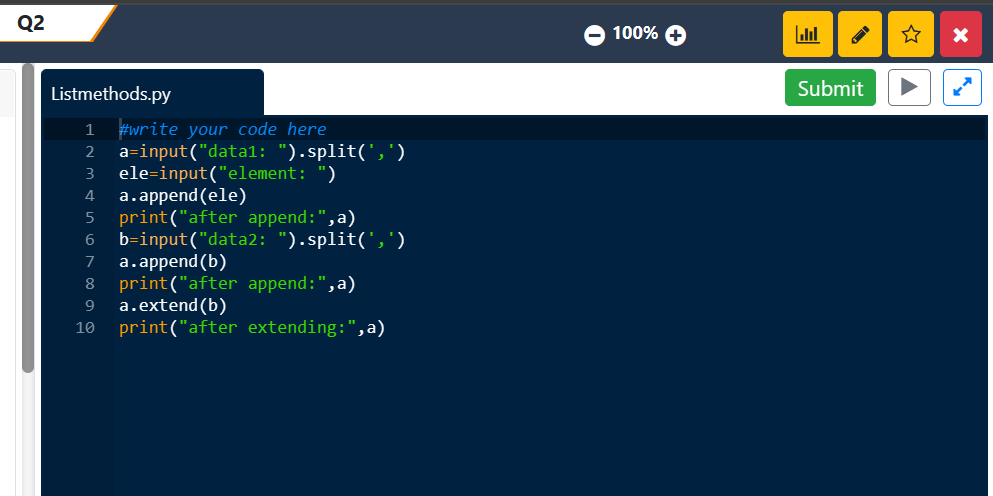 Q2
100%
Listmethods.py
Submit
1 #write your code here
2 a=input("data1: ").split(',')
3 ele=input("element: ")
4 a.append(ele)
5 print("after append:",a)
6 b=input("data2: ").split(',')
7 a.append(b)
8 print("after append:",a)
9 a.extend(b)
10 print("after extending:",a)